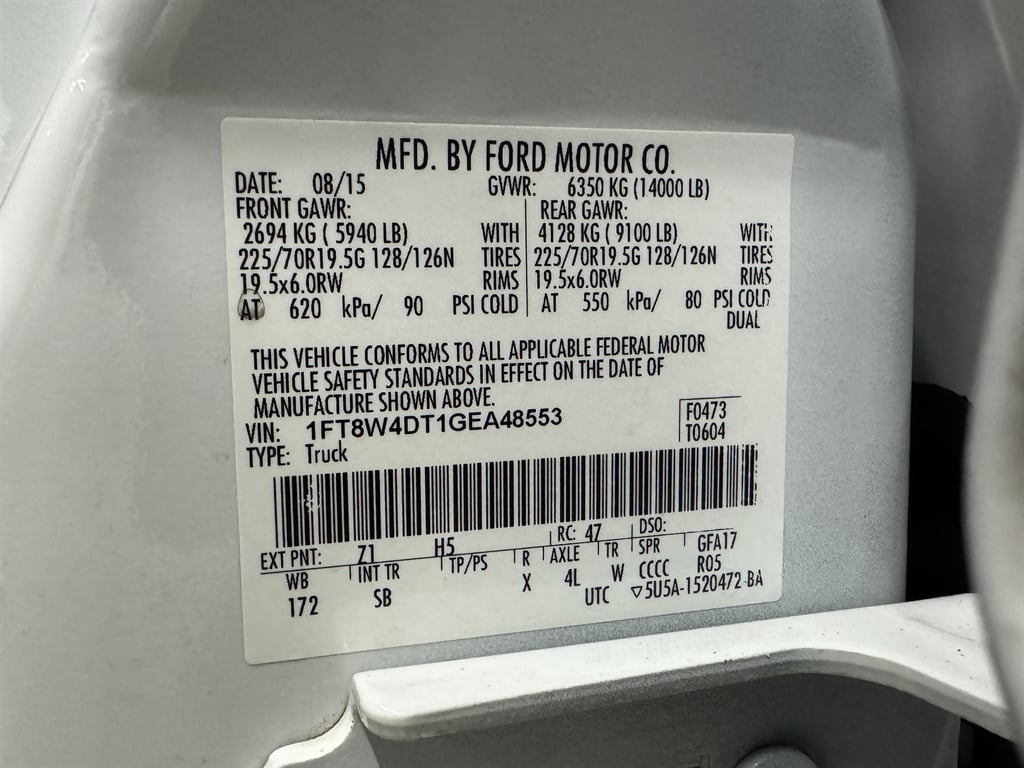 MFD. BY FORD MOTOR CO.
DATE: 08/15 GVWR: 6350 KG (14000 LB)
FRONT GAWR: REAR GAWR:
2694 KG ( 5940 LB) WITH 4128 KG ( 9100 LB) WITH
225/70R19.5G 128/126N TIRES 225/70R19.5G 128/126N TIRES
19.5x6.0RW RIMS 19.5x6.0RW RIMS
AT 620 kPa/ 90 PSI COLD AT 550 kPa/ 80 PSI COLD
DUAL
THIS VEHICLE CONFORMS TO ALL APPLICABLE FEDERAL MOTOR
VEHICLE SAFETY STANDARDS IN EFFECT ON THE DATE OF
MANUFACTURE SHOWN ABOVE.
VIN: 1FT8W4DT1GEA48553 F0473
TYPE: Truck T0604
EXT PNT: Z1 H5 RC: 47 DSO:
WB INT TR TP/PS R AXLE TR SPR GFA17
172 SB X 4L W CCCC R05
UTC ▽5U5A-1520472-BA